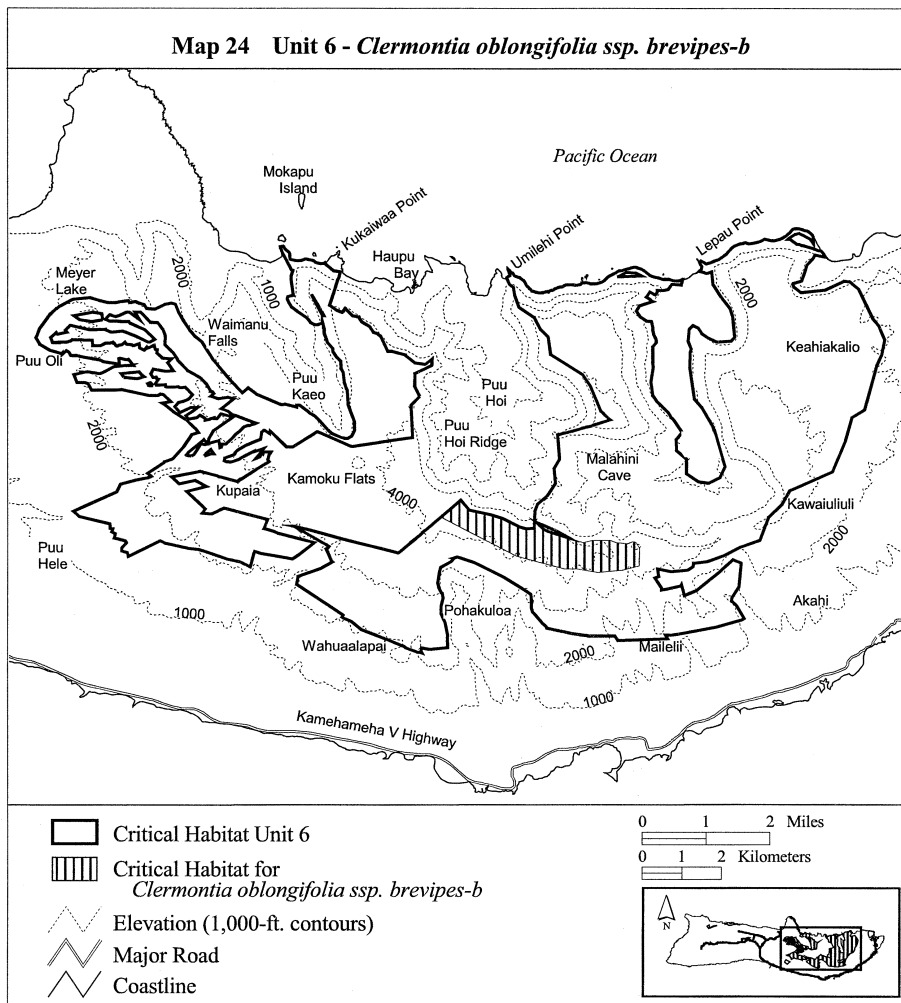 Map 24 Unit 6 - Clermontia oblongifolia ssp. brevipes-b
Pacific Ocean
Mokapu
Island
Kukaiwaa Point
Haupu
Bay
Umilehi Point
Lepau Point
2000
Meyer
Lake
1000
2000
Waimanu
Falls
Keahiakalio
Puu Oli
Puu
Kaeo
Puu
Hoi
Puu
Hoi Ridge
2000
Malahini
Cave
Kamoku Flats
Kupaia
4000
Kawaiuliuli
2000
Puu
Hele
1000
Pohakuloa
Akahi
Wahuaalapai
Mailelii
2000
1000
Kamehameha V Highway
Critical Habitat Unit 6
Critical Habitat for
Clermontia oblongifolia ssp. brevipes-b
Elevation (1,000-ft. contours)
Major Road
Coastline
0 1 2 Miles
0 1 2 Kilometers
N